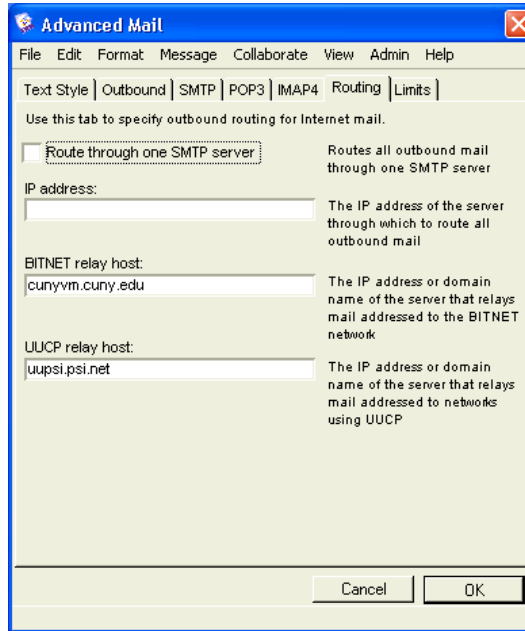 Advanced Mail
File Edit Format Message Collaborate View Admin Help
Text Style Outbound SMTP POP3 IMAP4 Routing Limits
Use this tab to specify outbound routing for Internet mail.
Route through one SMTP server
Routes all outbound mail
through one SMTP server
IP address:
The IP address of the server
through which to route all
outbound mail
BITNET relay host:
cunyvm.cuny.edu
The IP address or domain
name of the server that relays
mail addressed to the BITNET
network
UUCP relay host:
uupsi.psi.net
The IP address or domain
name of the server that relays
mail addressed to networks
using UUCP
Cancel OK